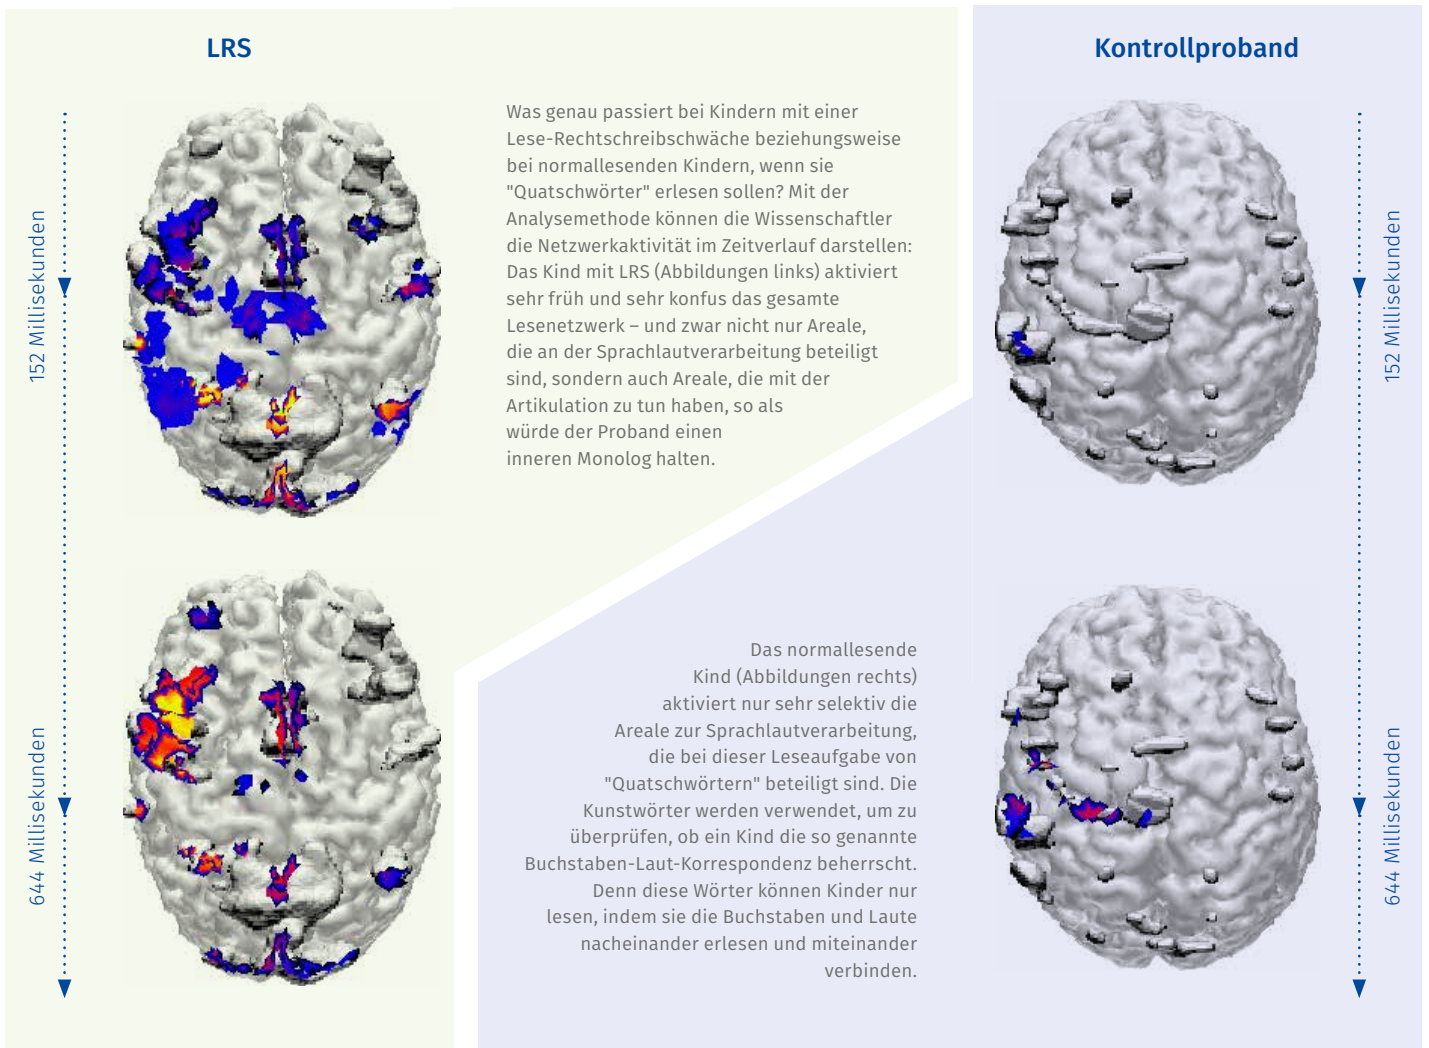 LRS
Kontrollproband
152 Millisekunden
644 Millisekunden
Was genau passiert bei Kindern mit einer
Lese-Rechtschreibschwäche beziehungsweise
bei normallesenden Kindern, wenn sie
"Quatschwörter" erlesen sollen? Mit der
Analysemethode können die Wissenschaftler
die Netzwerkaktivität im Zeitverlauf darstellen:
Das Kind mit LRS (Abbildungen links) aktiviert
sehr früh und sehr konfus das gesamte
Lesenetzwerk – und zwar nicht nur Areale,
die an der Sprachlautverarbeitung beteiligt
sind, sondern auch Areale, die mit der
Artikulation zu tun haben, so als
würde der Proband einen
inneren Monolog halten.
Das normallesende
Kind (Abbildungen rechts)
aktiviert nur sehr selektiv die
Areale zur Sprachlautverarbeitung,
die bei dieser Leseaufgabe von
"Quatschwörtern" beteiligt sind. Die
Kunstwörter werden verwendet, um zu
überprüfen, ob ein Kind die so genannte
Buchstaben-Laut-Korrespondenz beherrscht.
Denn diese Wörter können Kinder nur
lesen, indem sie die Buchstaben und Laute
nacheinander erlesen und miteinander
verbinden.
152 Millisekunden
644 Millisekunden